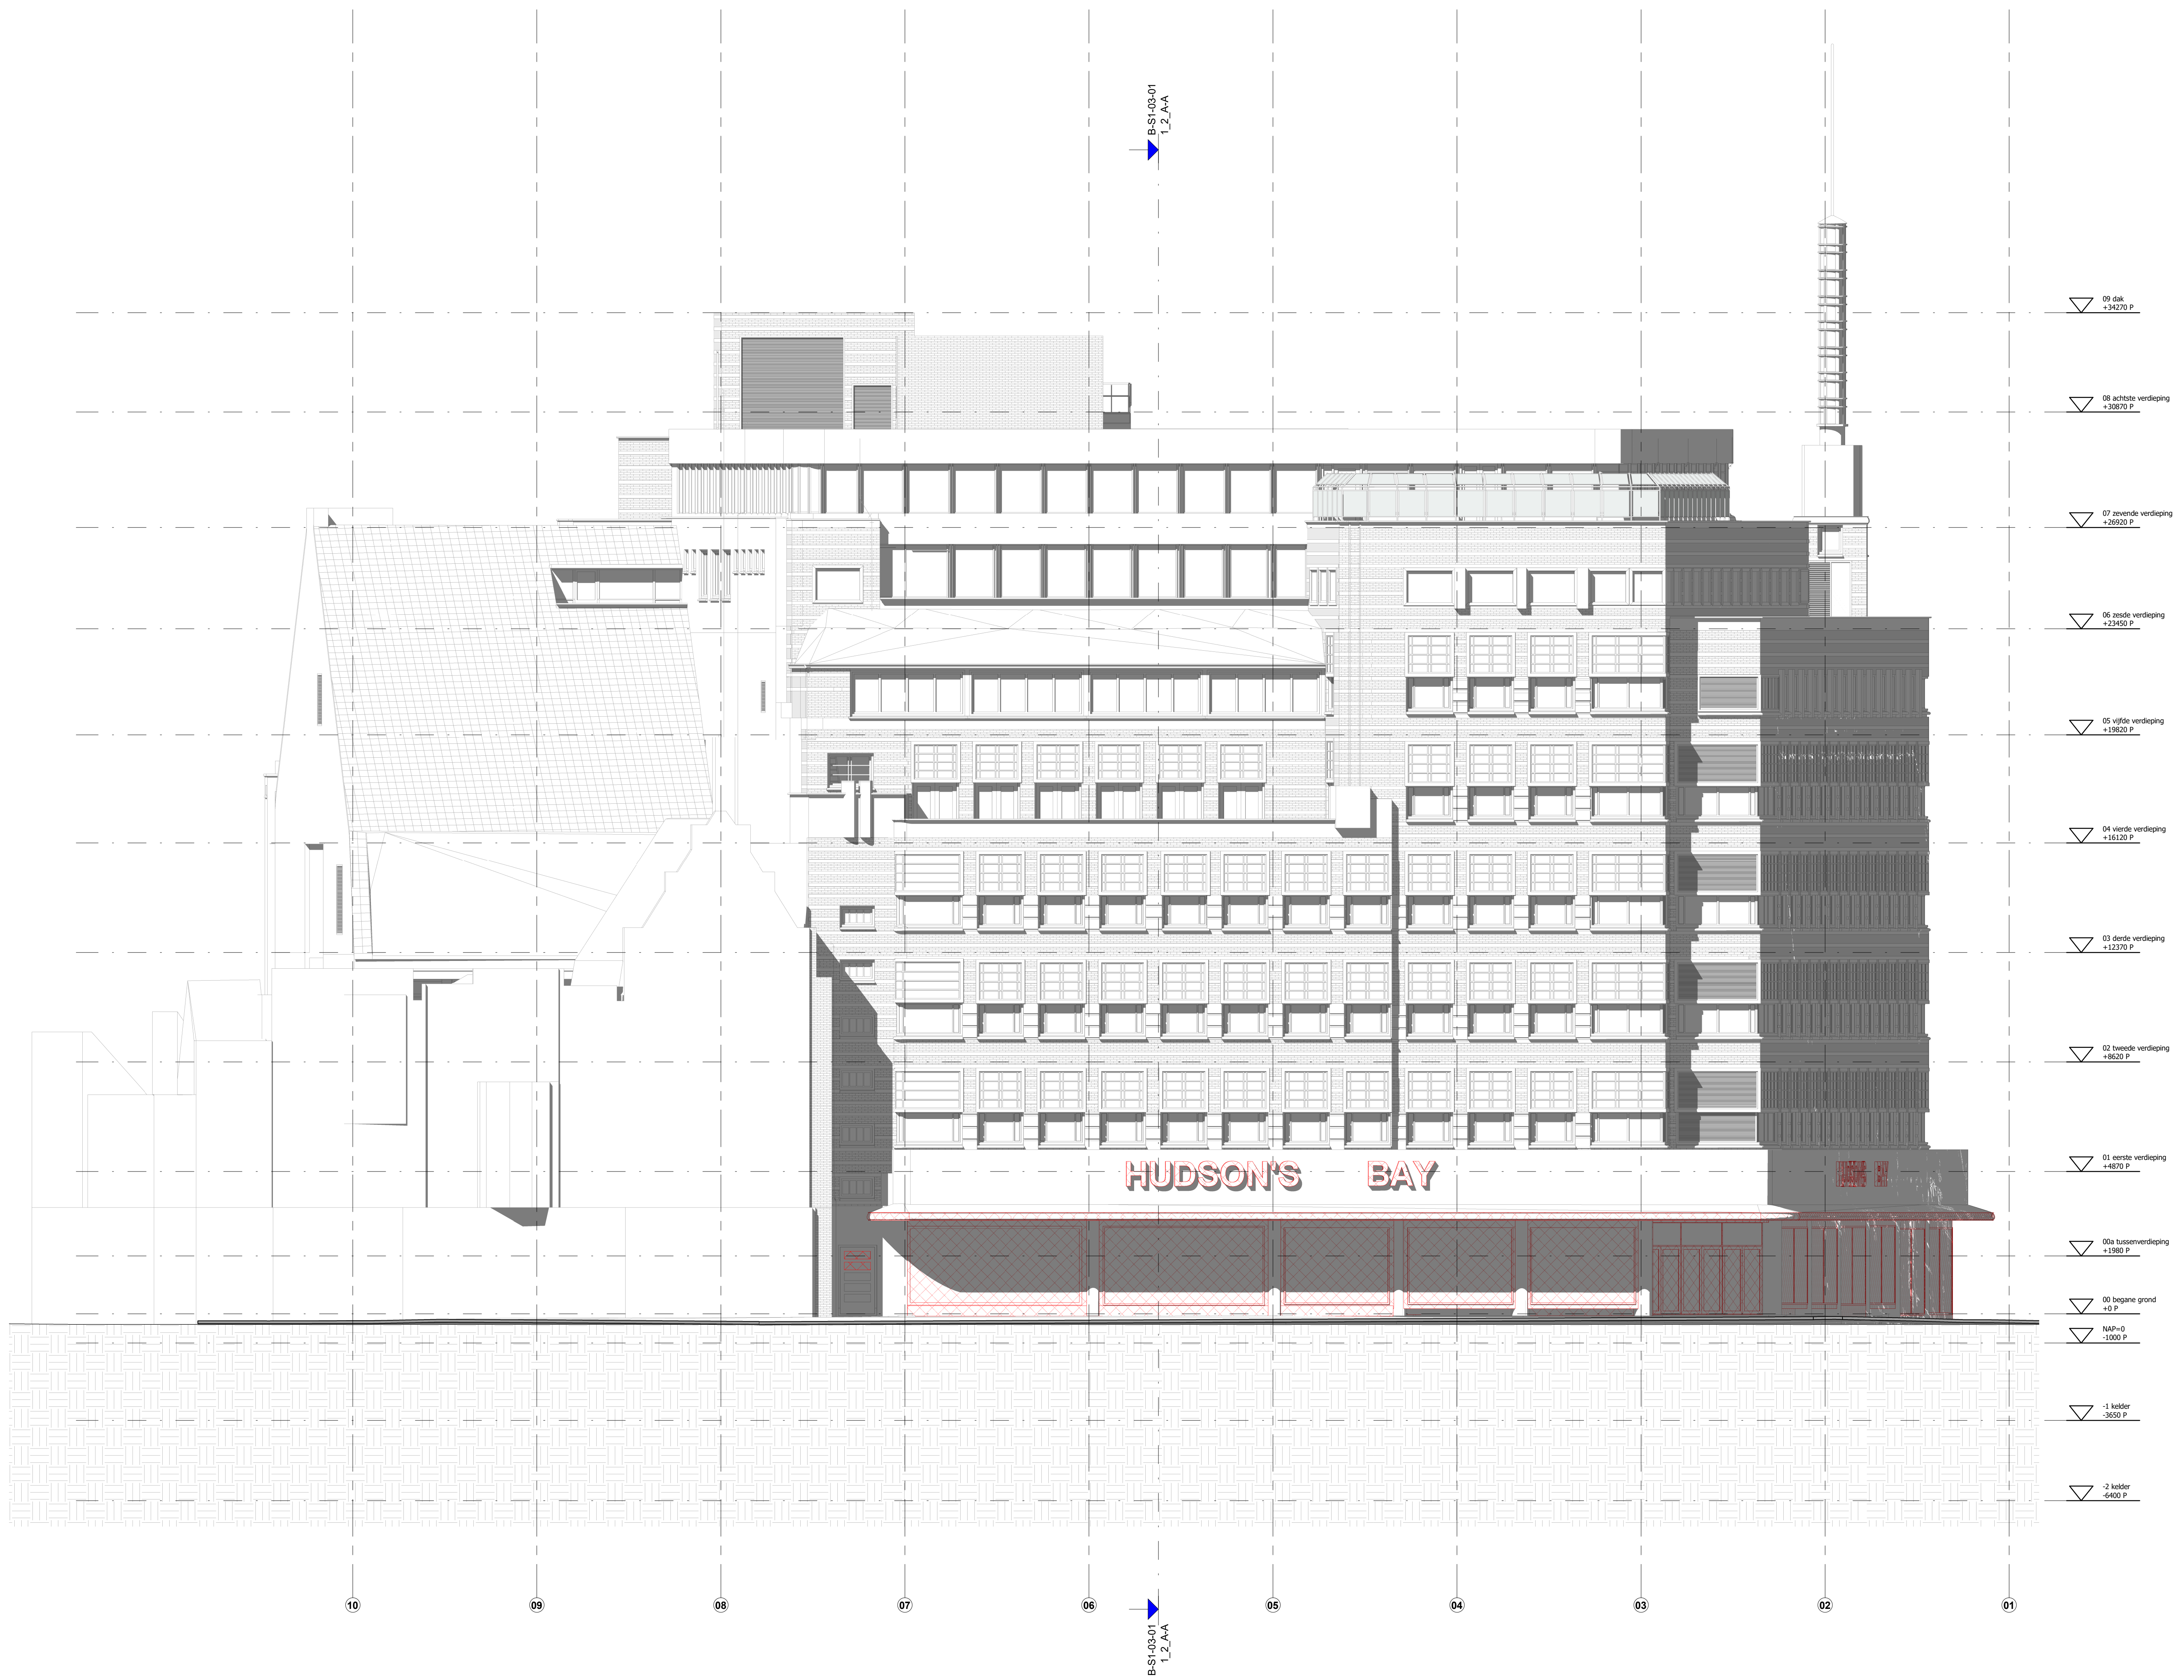 B-S1-03-01
1_2_A-A
09 dak
+34270 P
08 achtste verdieping
+30870 P
07 zevende verdieping
+26920 P
06 zesde verdieping
+23450 P
05 vijfde verdieping
+19820 P
04 vierde verdieping
+16120 P
03 derde verdieping
+12370 P
02 tweede verdieping
+8620 P
01 eerste verdieping
+4870 P
HUDSON'S BAY
00a tussenverdieping
+1980 P
00 begane grond
+0 P
NAP=0
-1000 P
-1 kelder
-3650 P
-2 kelder
-6400 P
10 09 08 07 06 05 04 03 02 01
B-S1-03-01
1_2_A-A